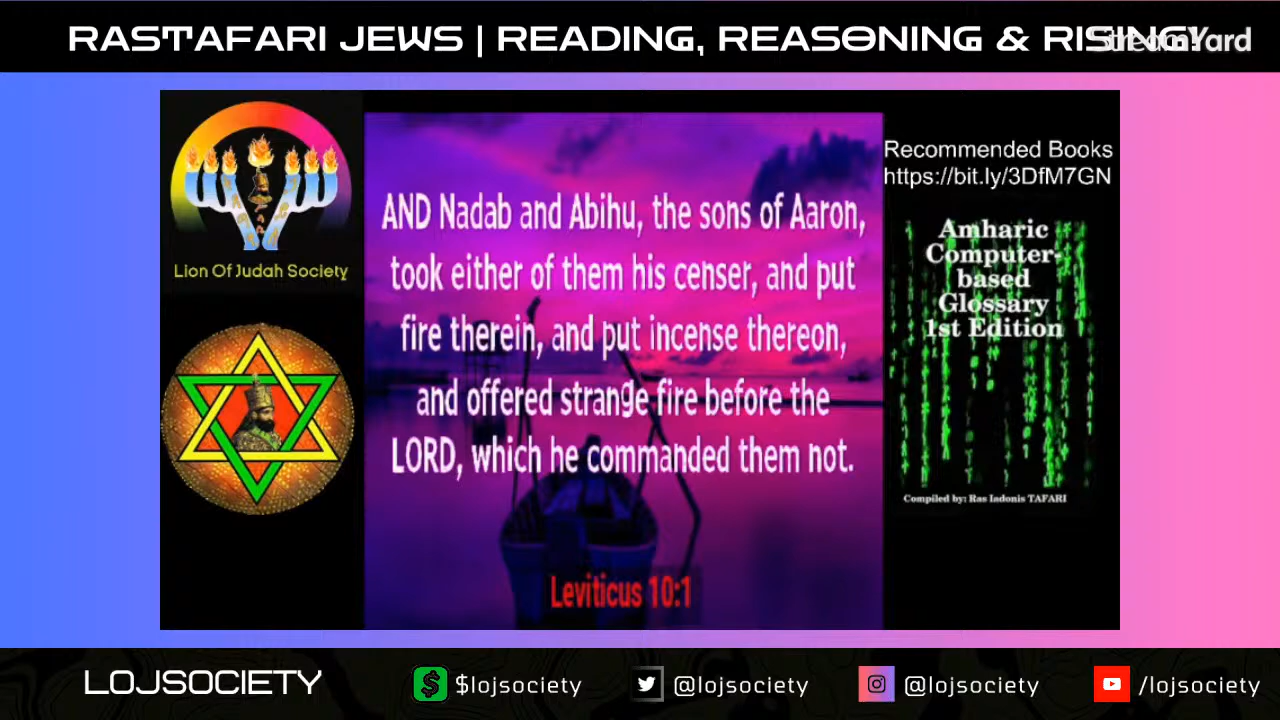 RASTAFARI JEWS | READING, REASONING & RISING!
StreamYard
Lion Of Judah Society
AND Nadab and Abihu, the sons of Aaron,
took either of them his censer, and put
fire therein, and put incense thereon,
and offered strange fire before the
LORD, which he commanded them not.
Leviticus 10:1
Recommended Books
https://bit.ly/3DfM7GN
Amharic
Computer-
based
Glossary
1st Edition
Compiled by: Ras Iadonis TAFARI
LOJSOCIETY
$lojsociety
@lojsociety
@lojsociety
/lojsociety